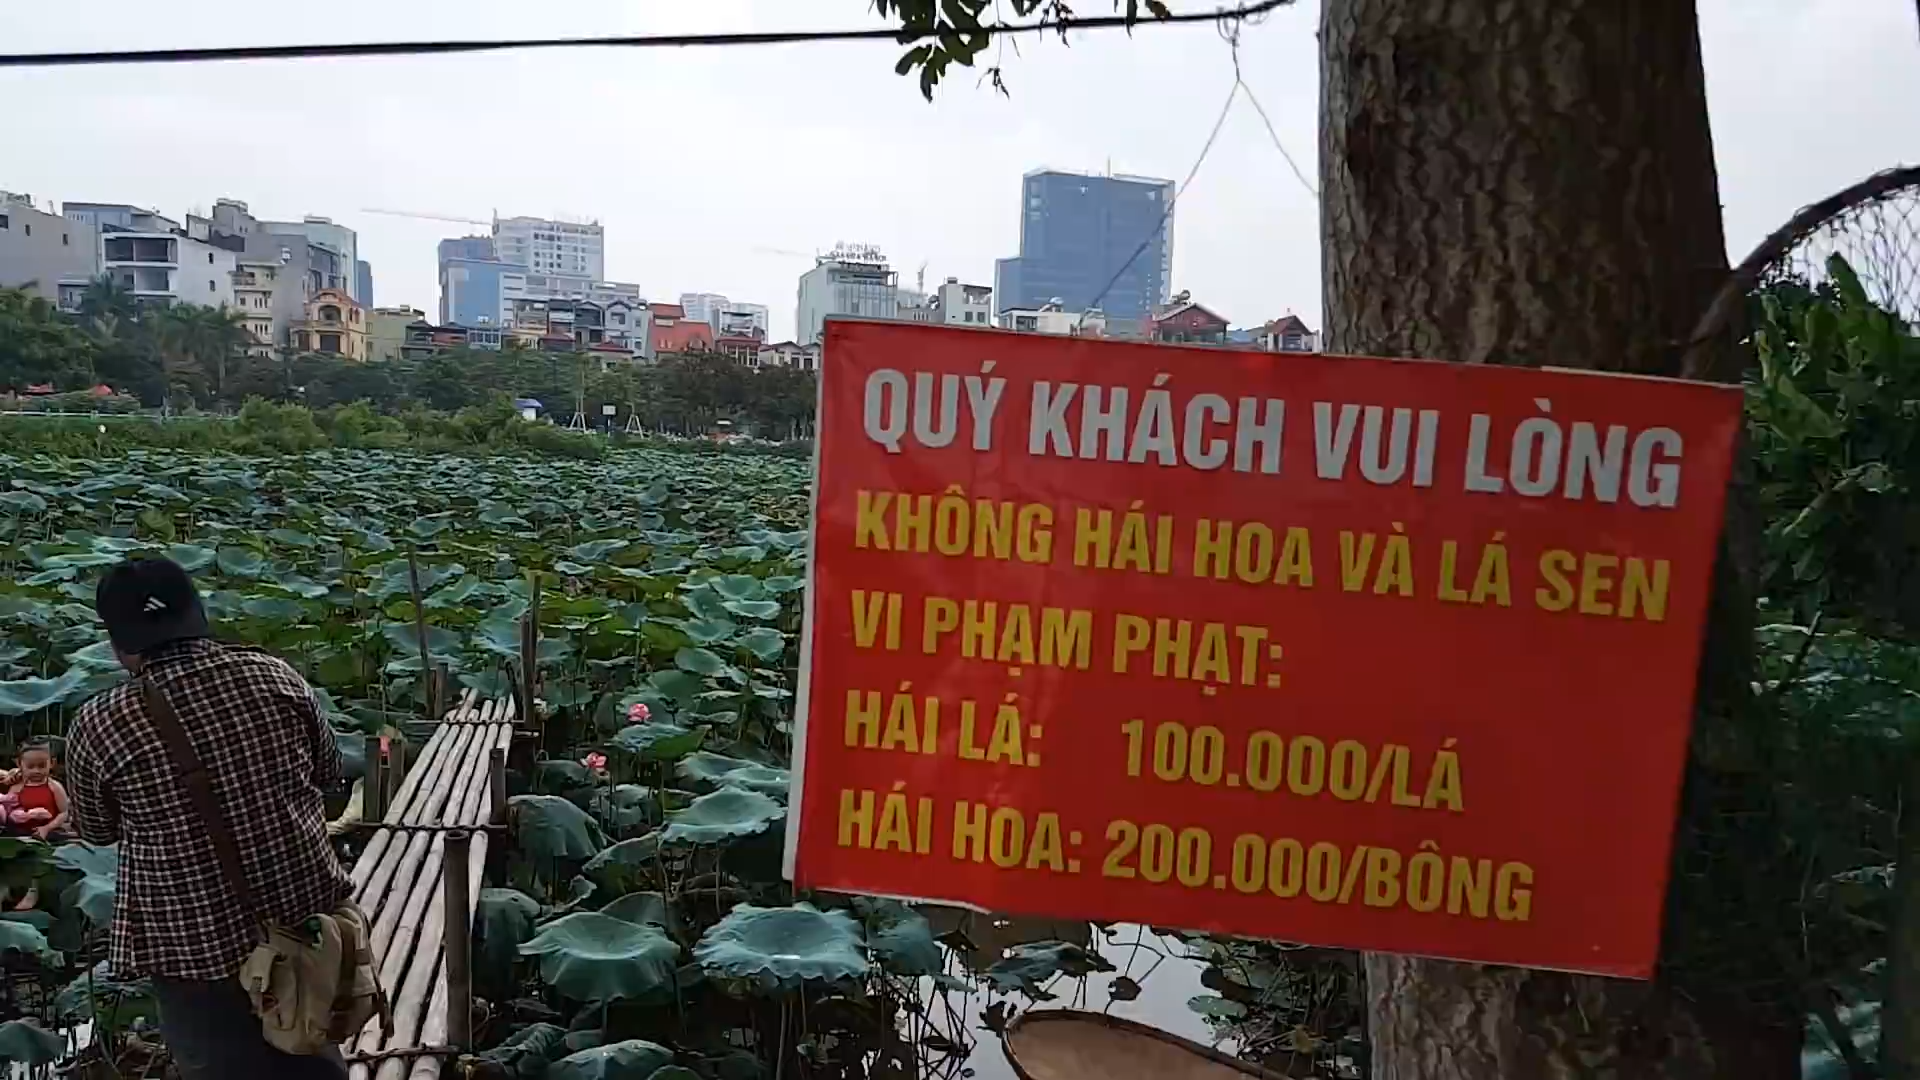 QUÝ KHÁCH VUI LÒNG
KHÔNG HÁI HOA VÀ LÁ SEN
VI PHẠM PHẠT:
HÁI LÁ: 100.000/LÁ
HÁI HOA: 200.000/BÔNG